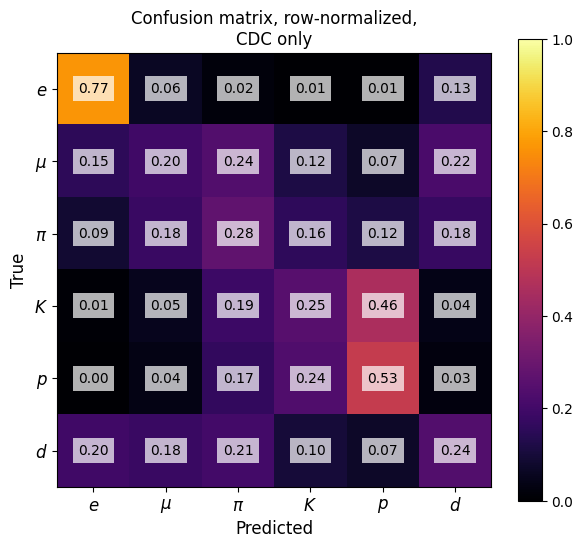 Confusion matrix, row-normalized,
CDC only
e 0.77 0.06 0.02 0.01 0.01 0.13
μ 0.15 0.20 0.24 0.12 0.07 0.22
π 0.09 0.18 0.28 0.16 0.12 0.18
K 0.01 0.05 0.19 0.25 0.46 0.04
p 0.00 0.04 0.17 0.24 0.53 0.03
d 0.20 0.18 0.21 0.10 0.07 0.24
e μ π K p d
True
Predicted
1.0
0.8
0.6
0.4
0.2
0.0